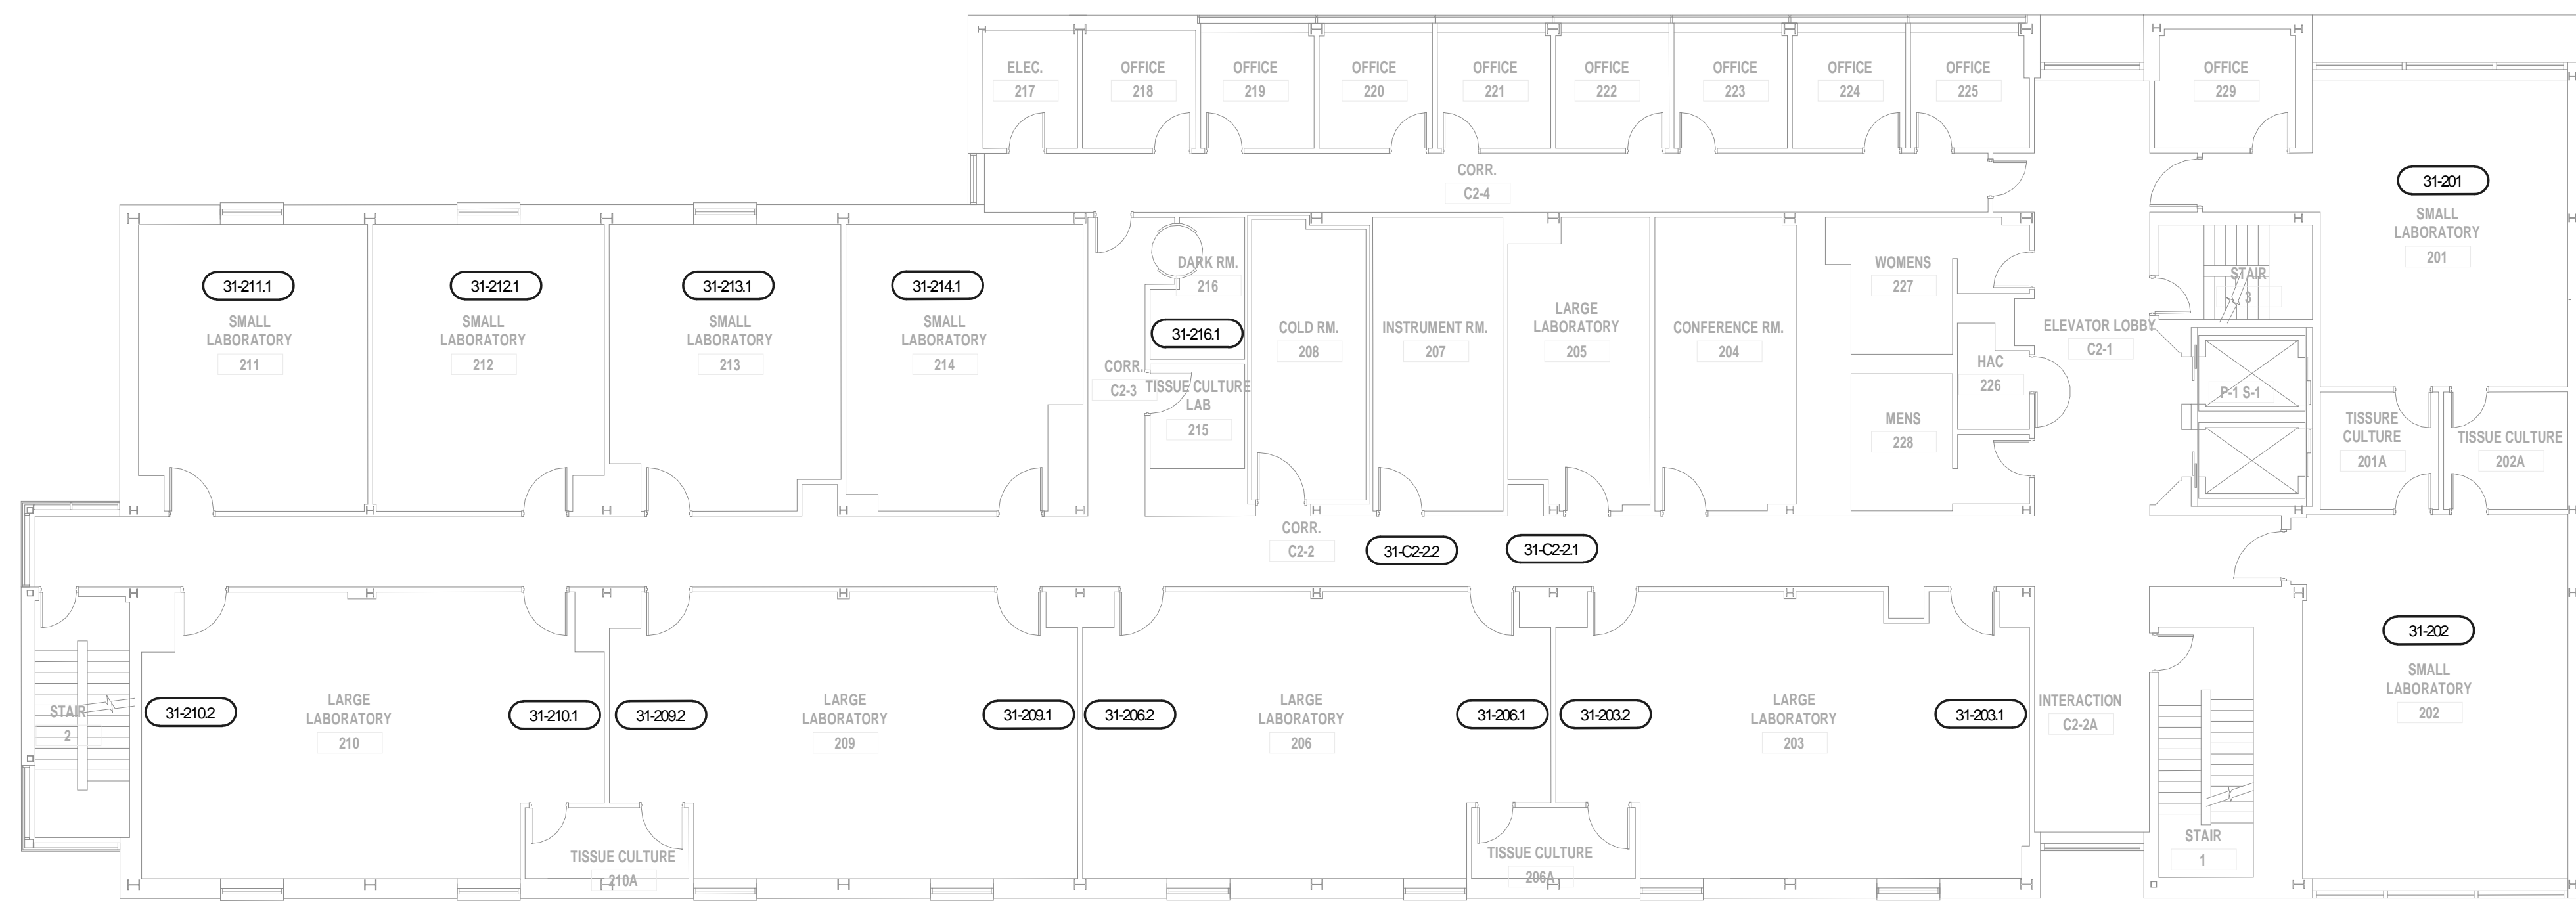 ELEC.
217
OFFICE
218
OFFICE
219
OFFICE
220
OFFICE
221
OFFICE
222
OFFICE
223
OFFICE
224
OFFICE
225
OFFICE
229
CORR.
C2-4
31-201
SMALL
LABORATORY
201
31-211.1
SMALL
LABORATORY
211
31-212.1
SMALL
LABORATORY
212
31-213.1
SMALL
LABORATORY
213
31-214.1
SMALL
LABORATORY
214
CORR.
C2-3
DARK RM.
216
31-216.1
TISSUE CULTURE
LAB
215
COLD RM.
208
INSTRUMENT RM.
207
LARGE
LABORATORY
205
CONFERENCE RM.
204
WOMENS
227
HAC
226
MENS
228
ELEVATOR LOBBY
C2-1
STAIR
3
P-1 S-1
TISSURE
CULTURE
201A
TISSUE CULTURE
202A
CORR.
C2-2
31-C2-2.2
31-C2-2.1
STAIR
2
31-210.2
LARGE
LABORATORY
210
31-210.1
31-209.2
LARGE
LABORATORY
209
31-209.1
31-206.2
LARGE
LABORATORY
206
31-206.1
31-203.2
LARGE
LABORATORY
203
31-203.1
INTERACTION
C2-2A
31-202
SMALL
LABORATORY
202
TISSUE CULTURE
210A
TISSUE CULTURE
206A
STAIR
1